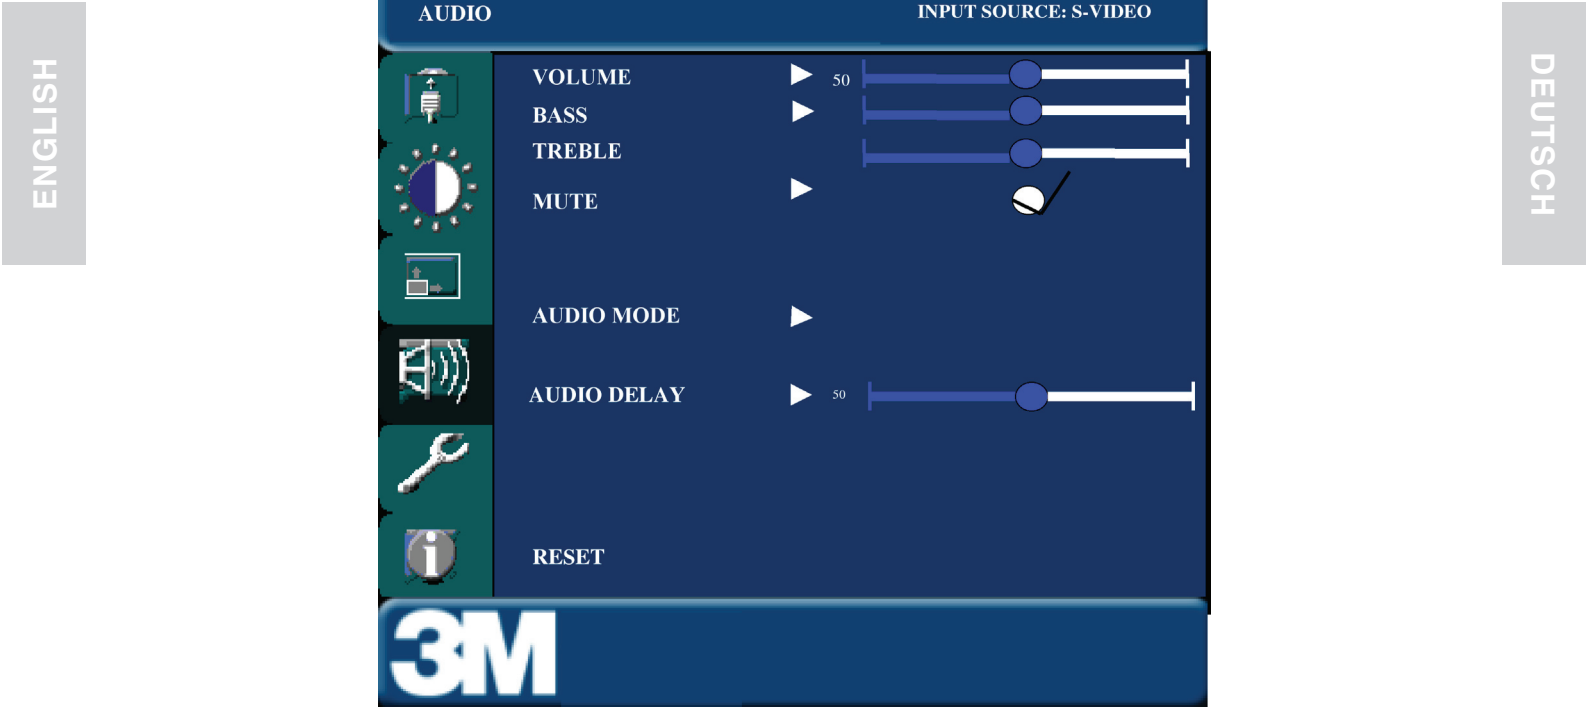 ENGLISH
AUDIO
INPUT SOURCE: S-VIDEO
DEUTSCH
VOLUME 50
BASS
TREBLE
MUTE
AUDIO MODE
AUDIO DELAY 50
RESET
3M